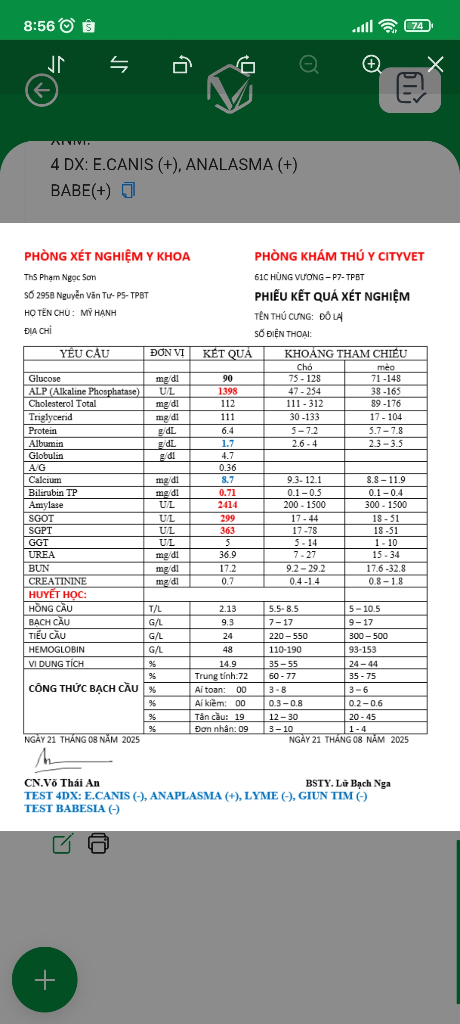 8:56
74
XNM:
4 DX: E.CANIS (+), ANALASMA (+)
BABE(+)
PHÒNG XÉT NGHIỆM Y KHOA
PHÒNG KHÁM THÚ Y CITYVET
ThS Phạm Ngọc Sơn
61C HÙNG VƯƠNG – P7- TPBT
SỐ 295B Nguyễn Văn Tư- P5- TPBT
PHIẾU KẾT QUẢ XÉT NGHIỆM
HỌ TÊN CHỦ : MỸ HẠNH
TÊN THÚ CƯNG: ĐÔ LA
ĐỊA CHỈ
SỐ ĐIỆN THOẠI:
YÊU CẦU ĐƠN VỊ KẾT QUẢ KHOẢNG THAM CHIẾU
Chó mèo
Glucose mg/dl 90 75 - 128 71 -148
ALP (Alkaline Phosphatase) U/L 1398 47 - 254 38 -165
Cholesterol Total mg/dl 112 111 - 312 89 -176
Triglycerid mg/dl 111 30 -133 17 - 104
Protein g/dL 6.4 5 – 7.2 5.7 – 7.8
Albumin g/dL 1.7 2.6 - 4 2.3 – 3.5
Globulin g/dl 4.7
A/G 0.36
Calcium mg/dl 8.7 9.3- 12.1 8.8 – 11.9
Bilirubin TP mg/dl 0.71 0.1 – 0.5 0.1 – 0.4
Amylase U/L 2414 200 - 1500 300 - 1500
SGOT U/L 299 17 - 44 18 - 51
SGPT U/L 363 17 -78 18 -51
GGT U/L 5 5 - 14 1 - 10
UREA mg/dl 36.9 7 - 27 15 - 34
BUN mg/dl 17.2 9.2 – 29.2 17.6 -32.8
CREATININE mg/dl 0.7 0.4 -1.4 0.8 – 1.8
HUYẾT HỌC:
HỒNG CẦU T/L 2.13 5.5- 8.5 5 – 10.5
BẠCH CẦU G/L 9.3 7 – 17 9 – 17
TIỂU CẦU G/L 24 220 – 550 300 – 500
HEMOGLOBIN G/L 48 110-190 93-153
VI DUNG TÍCH % 14.9 35 – 55 24 – 44
CÔNG THỨC BẠCH CẦU % Trung tính:72 60 - 77 35 - 75
% Aí toan: 00 3 - 8 3 – 6
% Aí kiềm: 00 0.3 – 0.8 0.2 – 0.6
% Tân cầu: 19 12 – 30 20 - 45
% Đơn nhân: 09 3 – 10 1 - 4
NGÀY 21 THÁNG 08 NĂM 2025
NGÀY 21 THÁNG 08 NĂM 2025
CN.Võ Thái An
BSTY. Lữ Bạch Nga
TEST 4DX: E.CANIS (-), ANAPLASMA (+), LYME (-), GIUN TIM (-)
TEST BABESIA (-)